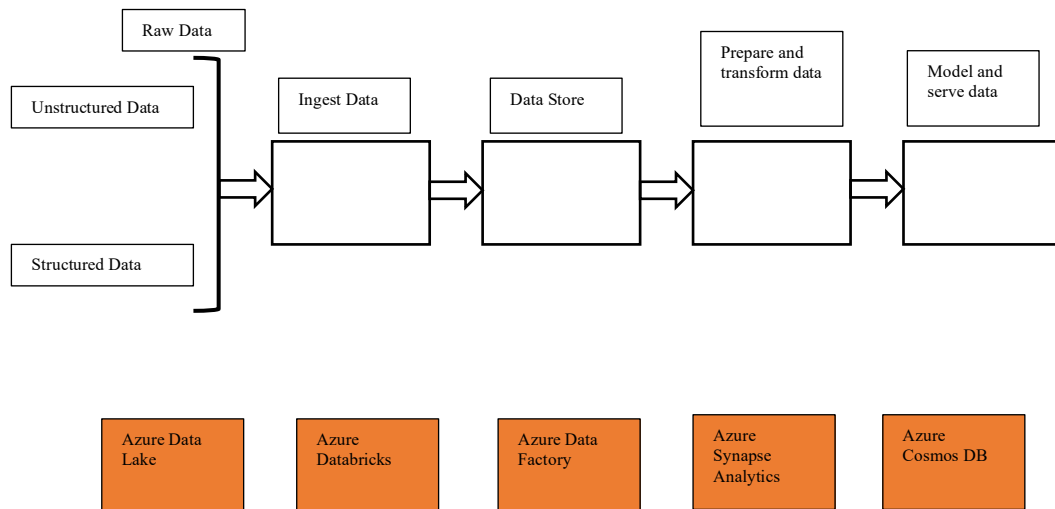 Raw Data
Unstructured Data
Structured Data
Ingest Data
Data Store
Prepare and
transform data
Model and
serve data
Azure Data
Lake
Azure
Databricks
Azure Data
Factory
Azure
Synapse
Analytics
Azure
Cosmos DB